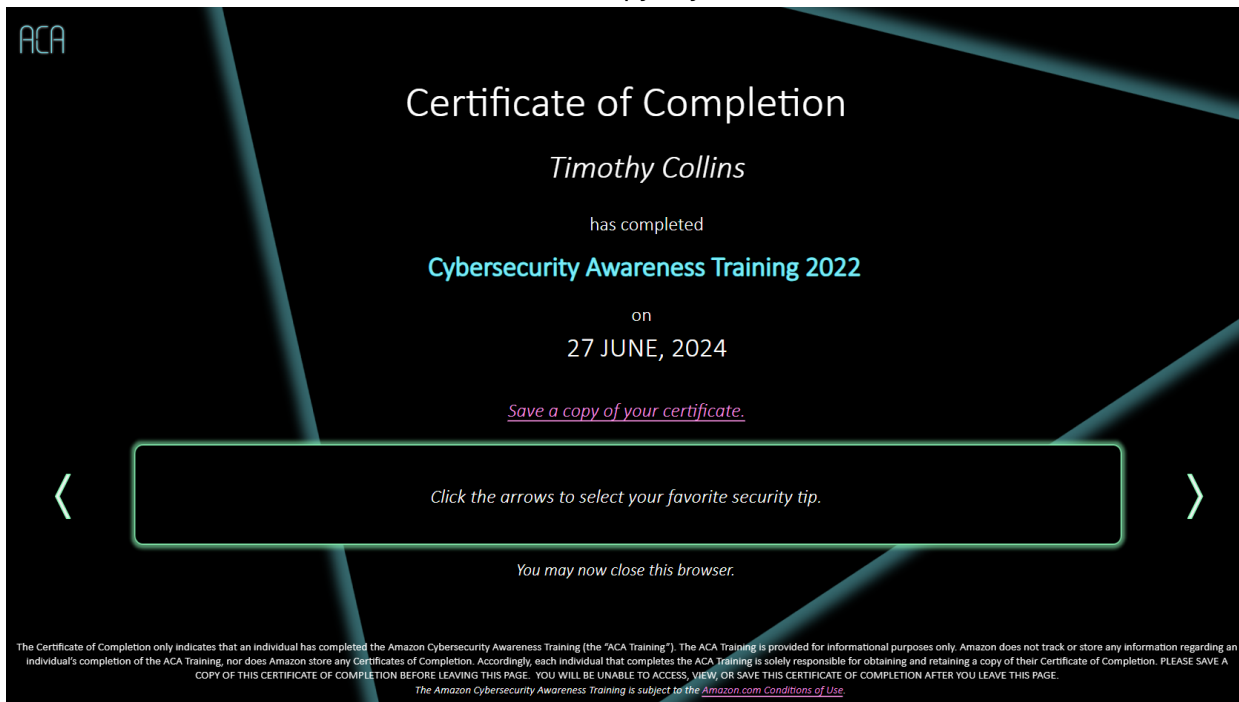 ACA
Certificate of Completion
Timothy Collins
has completed
Cybersecurity Awareness Training 2022
on
27 JUNE, 2024
Save a copy of your certificate.
Click the arrows to select your favorite security tip.
You may now close this browser.
The Certificate of Completion only indicates that an individual has completed the Amazon Cybersecurity Awareness Training (the “ACA Training”). The ACA Training is provided for informational purposes only. Amazon does not track or store any information regarding an
individual’s completion of the ACA Training, nor does Amazon store any Certificates of Completion. Accordingly, each individual that completes the ACA Training is solely responsible for obtaining and retaining a copy of their Certificate of Completion. PLEASE SAVE A
COPY OF THIS CERTIFICATE OF COMPLETION BEFORE LEAVING THIS PAGE. YOU WILL BE UNABLE TO ACCESS, VIEW, OR SAVE THIS CERTIFICATE OF COMPLETION AFTER YOU LEAVE THIS PAGE.
The Amazon Cybersecurity Awareness Training is subject to the Amazon.com Conditions of Use.